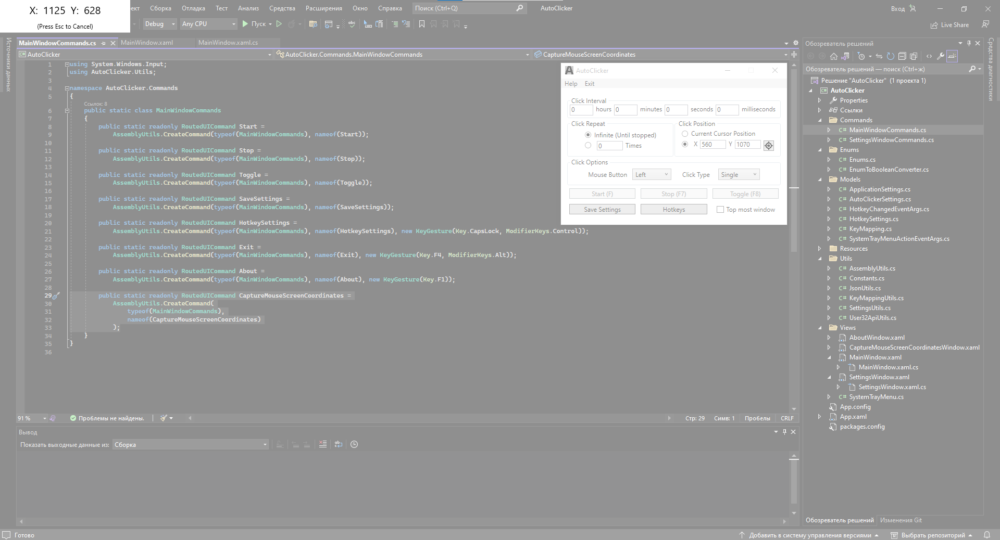 X: 1125 Y: 628
(Press Esc to Cancel)
ект Сборка Отладка Тест Анализ Средства Расширения Окно Справка Поиск (Ctrl+Q) AutoClicker Вход
Debug Any CPU Пуск Live Share
Источники данных
MainWindowCommands.cs MainWindow.xaml MainWindow.xaml.cs
AutoClicker AutoClicker.Commands.MainWindowCommands CaptureMouseScreenCoordinates
1 using System.Windows.Input;
2 using AutoClicker.Utils;
3
4 namespace AutoClicker.Commands
5 {
Ссылок: 8
6 public static class MainWindowCommands
7 {
8 public static readonly RoutedUICommand Start =
9 AssemblyUtils.CreateCommand(typeof(MainWindowCommands), nameof(Start));
10
11 public static readonly RoutedUICommand Stop =
12 AssemblyUtils.CreateCommand(typeof(MainWindowCommands), nameof(Stop));
13
14 public static readonly RoutedUICommand Toggle =
15 AssemblyUtils.CreateCommand(typeof(MainWindowCommands), nameof(Toggle));
16
17 public static readonly RoutedUICommand SaveSettings =
18 AssemblyUtils.CreateCommand(typeof(MainWindowCommands), nameof(SaveSettings));
19
20 public static readonly RoutedUICommand HotkeySettings =
21 AssemblyUtils.CreateCommand(typeof(MainWindowCommands), nameof(HotkeySettings), new KeyGesture(Key.CapsLock, ModifierKeys.Control));
22
23 public static readonly RoutedUICommand Exit =
24 AssemblyUtils.CreateCommand(typeof(MainWindowCommands), nameof(Exit), new KeyGesture(Key.F4, ModifierKeys.Alt));
25
26 public static readonly RoutedUICommand About =
27 AssemblyUtils.CreateCommand(typeof(MainWindowCommands), nameof(About), new KeyGesture(Key.F1));
28
29 public static readonly RoutedUICommand CaptureMouseScreenCoordinates =
30 AssemblyUtils.CreateCommand(
31 typeof(MainWindowCommands),
32 nameof(CaptureMouseScreenCoordinates)
33 );
34 }
35 }
36
AutoClicker
Help Exit
Click Interval
0 hours 0 minutes 0 seconds 0 milliseconds
Click Repeat
Infinite (Until stopped)
0 Times
Click Position
Current Cursor Position
X 560 Y 1070
Click Options
Mouse Button Left Click Type Single
Start (F) Stop (F7) Toggle (F8)
Save Settings Hotkeys Top most window
91 % Проблемы не найдены. Стр: 29 Симв: 1 Пробелы CRLF
Вывод
Показать выходные данные из: Сборка
Обозреватель решений
Обозреватель решений — поиск (Ctrl+ж)
Решение "AutoClicker" (1 проекта 1)
C# AutoClicker
Properties
Ссылки
Commands
C# MainWindowCommands.cs
C# SettingsWindowCommands.cs
Enums
C# Enums.cs
C# EnumToBooleanConverter.cs
Models
C# ApplicationSettings.cs
C# AutoClickerSettings.cs
C# HotkeyChangedEventArgs.cs
C# HotkeySettings.cs
C# KeyMapping.cs
C# SystemTrayMenuActionEventArgs.cs
Resources
Utils
C# AssemblyUtils.cs
C# Constants.cs
C# JsonUtils.cs
C# KeyMappingUtils.cs
C# SettingsUtils.cs
C# User32ApiUtils.cs
Views
AboutWindow.xaml
CaptureMouseScreenCoordinatesWindow.xaml
MainWindow.xaml
MainWindow.xaml.cs
SettingsWindow.xaml
SettingsWindow.xaml.cs
C# SystemTrayMenu.cs
App.config
App.xaml
packages.config
Обозреватель решений Изменения Git
Средства диагностики
Готово Добавить в систему управления версиями Выбрать репозиторий